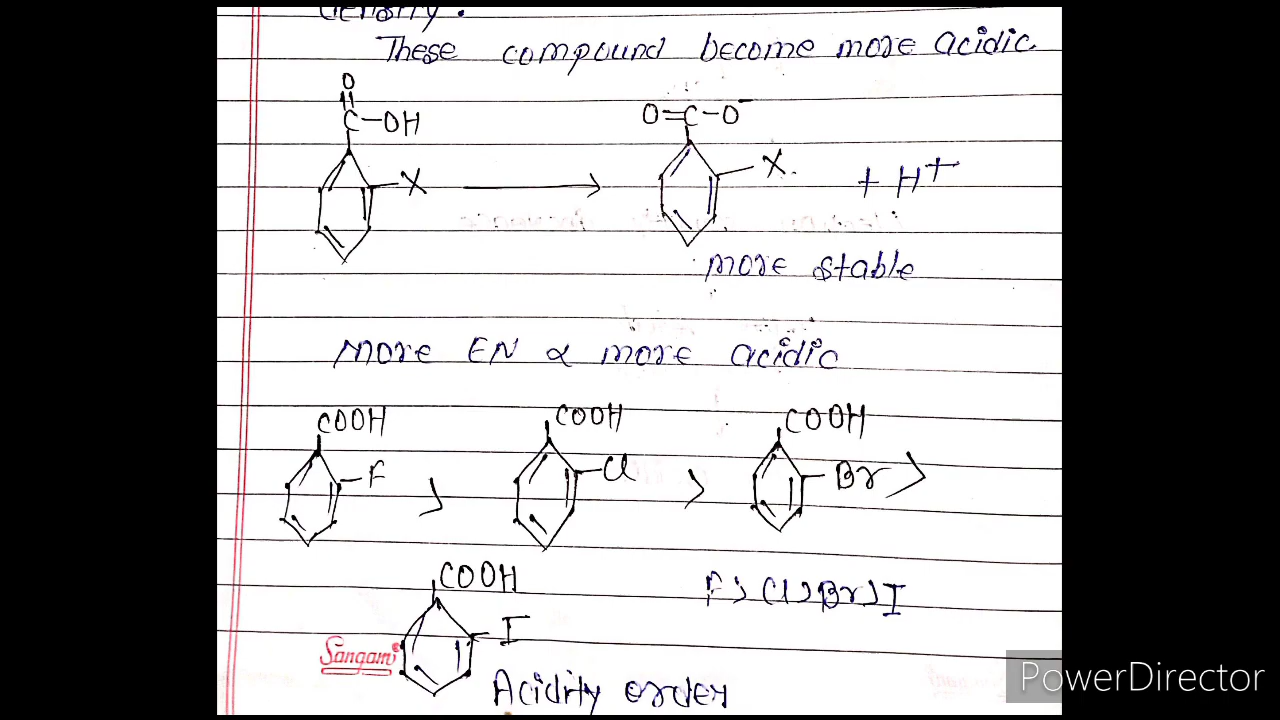 density.
These compound become more acidic.
O
C-OH
X
O=C-O⁻
X.
+ H⁺
more stable
More EN ∝ more acidic
COOH
F
>
COOH
Cl
>
COOH
Br >
COOH
I
F > Cl > Br > I
Sangam®
Acidity order
PowerDirector